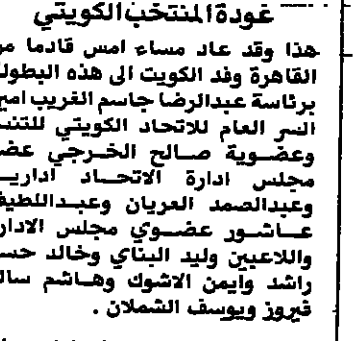 عودة المنتخب الكويتي
هذا وقد عاد مساء امس قادما من
القاهرة وفد الكويت الى هذه البطولة
برئاسة عبدالرضا جاسم الغريب امين
السر العام للاتحاد الكويتي للتنس
وعضوية صالح الخرجي عضو
مجلس ادارة الاتحاد اداريا
وعبدالصمد العريان وعبداللطيف
عاشور عضوي مجلس الادارة
واللاعبين وليد البناي وخالد حسن
راشد وايمن الاشوك وهاشم سالم
فيروز ويوسف الشملان .